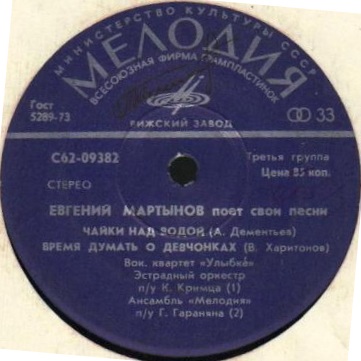 МИНИСТЕРСТВО КУЛЬТУРЫ СССР
МЕЛОДИЯ
ВСЕСОЮЗНАЯ ФИРМА ГРАМПЛАСТИНОК
Гост
5289-73
33
РИЖСКИЙ ЗАВОД
С62-09382
Третья группа
Цена 85 коп.
СТЕРЕО
ЕВГЕНИЙ МАРТЫНОВ поет свои песни
ЧАЙКИ НАД ВОДОЙ (А. Дементьев)
ВРЕМЯ ДУМАТЬ О ДЕВЧОНКАХ (В. Харитонов)
Вок. квартет «Улыбка»
Эстрадный оркестр
п/у К. Кримца (1)
Ансамбль «Мелодия»
п/у Г. Гараняна (2)